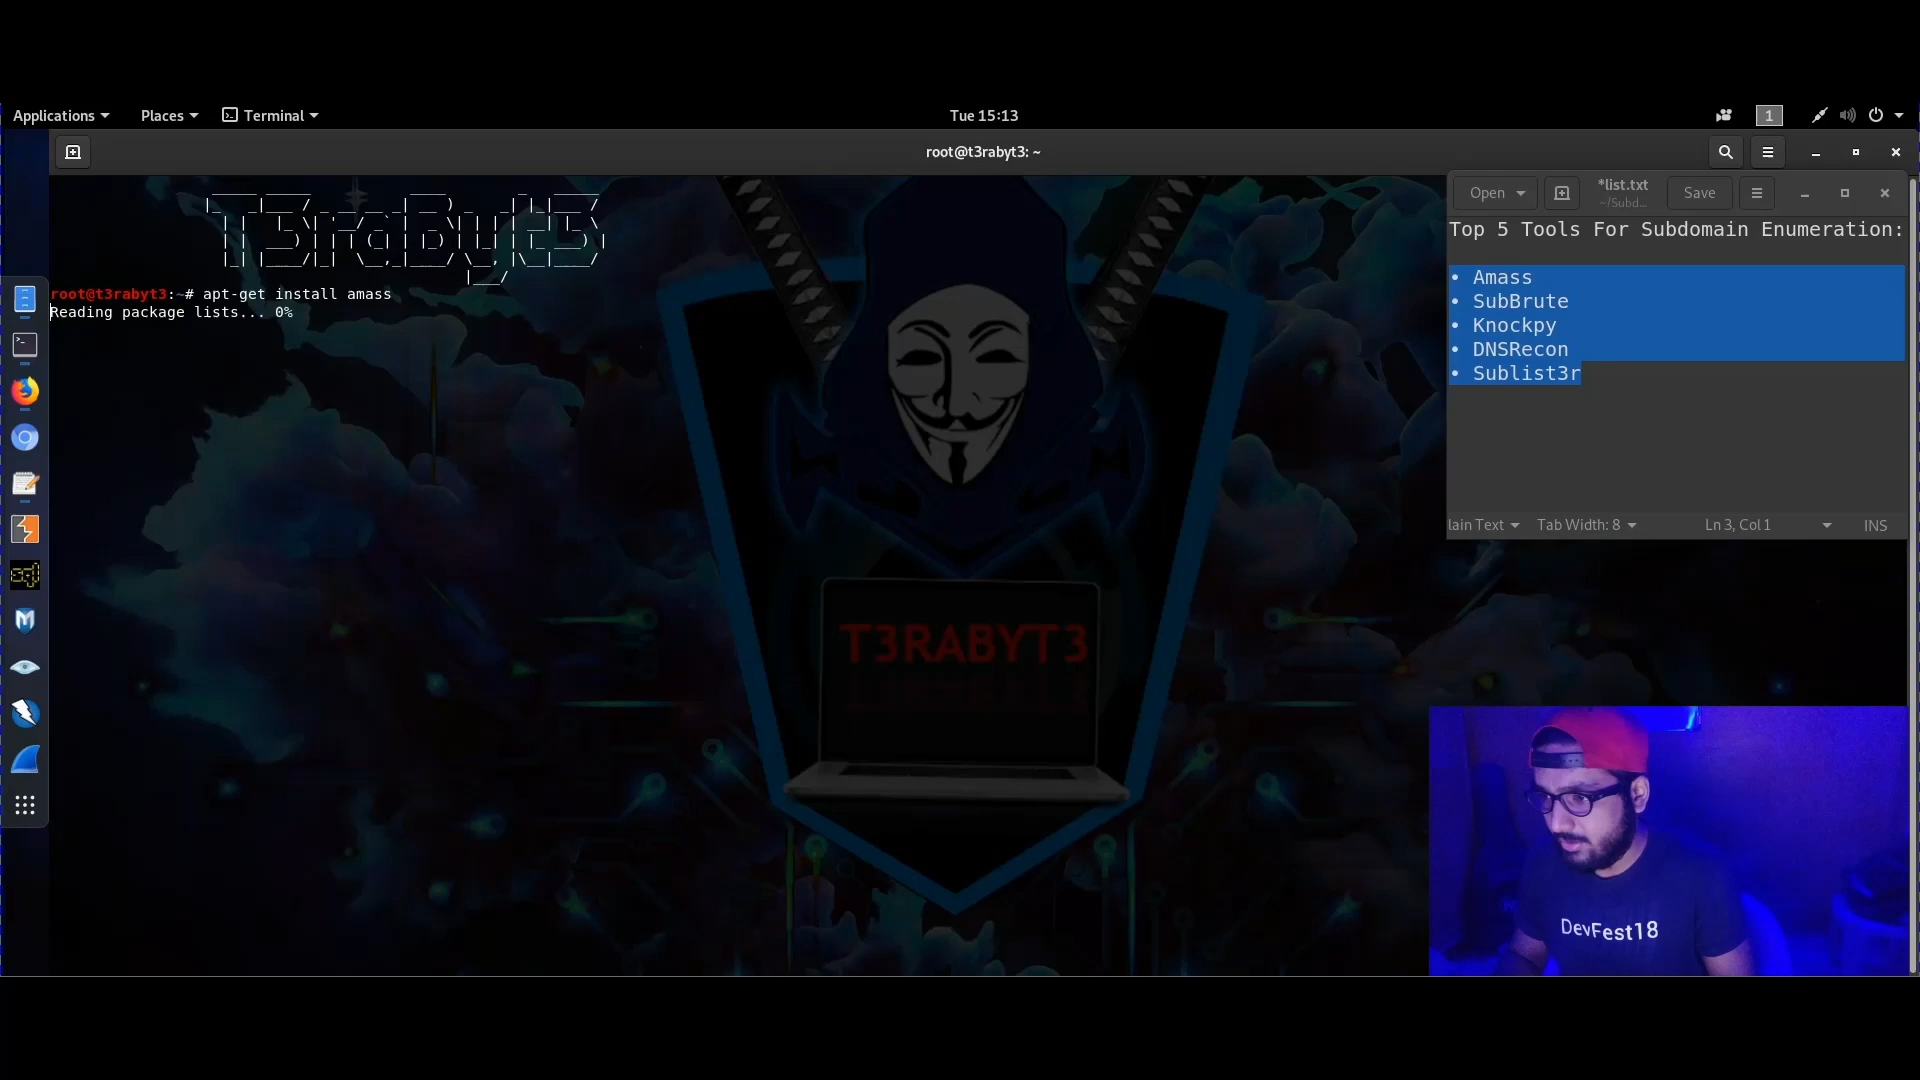 Applications Places Terminal Tue 15:13 1
root@t3rabyt3: ~
T3raByt3
root@t3rabyt3:~# apt-get install amass
Reading package lists... 0%
Open *list.txt Save
~/Subd...
Top 5 Tools For Subdomain Enumeration:
• Amass
• SubBrute
• Knockpy
• DNSRecon
• Sublist3r
lain Text Tab Width: 8 Ln 3, Col 1 INS
T3RABYT3
DevFest18